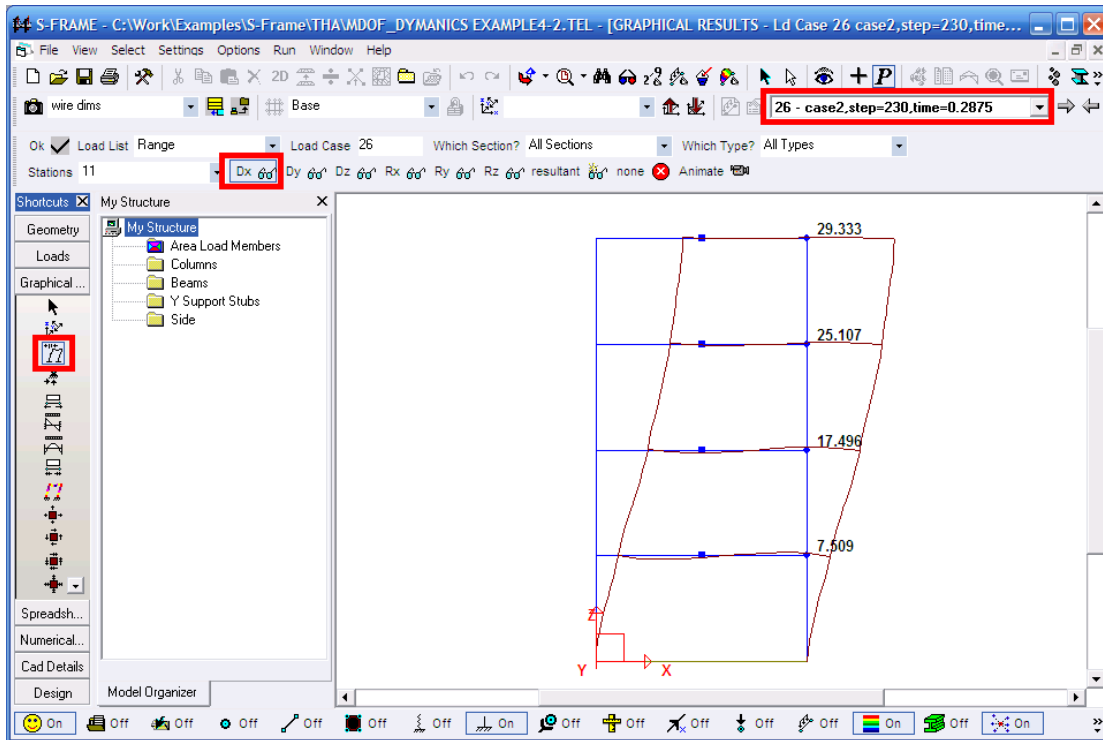 S-FRAME - C:\Work\Examples\S-Frame\THA\MDOF_DYMANICS EXAMPLE4-2.TEL - [GRAPHICAL RESULTS - Ld Case 26 case2,step=230,time...
File View Select Settings Options Run Window Help
2D
P
wire dims Base 26 - case2,step=230,time=0.2875
Ok Load List Range Load Case 26 Which Section? All Sections Which Type? All Types
Stations 11 Dx Dy Dz Rx Ry Rz resultant none Animate
Shortcuts My Structure
Geometry
Loads
Graphical ...
Spreadsh...
Numerical...
Cad Details
Design
My Structure
Area Load Members
Columns
Beams
Y Support Stubs
Side
Model Organizer
29.333
25.107
17.496
7.509
Z
Y X
On Off Off Off Off Off Off On Off Off Off Off Off On Off On